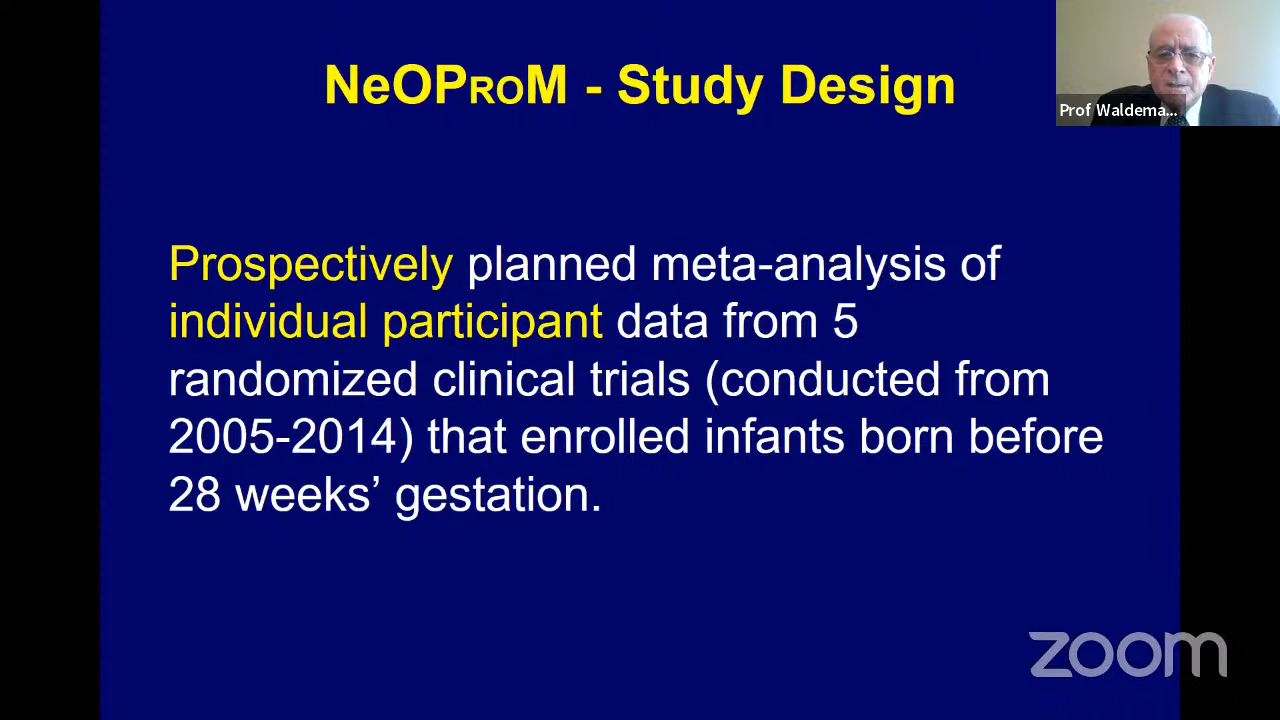 NeOPROM - Study Design
Prof Waldema...
Prospectively planned meta-analysis of
individual participant data from 5
randomized clinical trials (conducted from
2005-2014) that enrolled infants born before
28 weeks’ gestation.
zoom